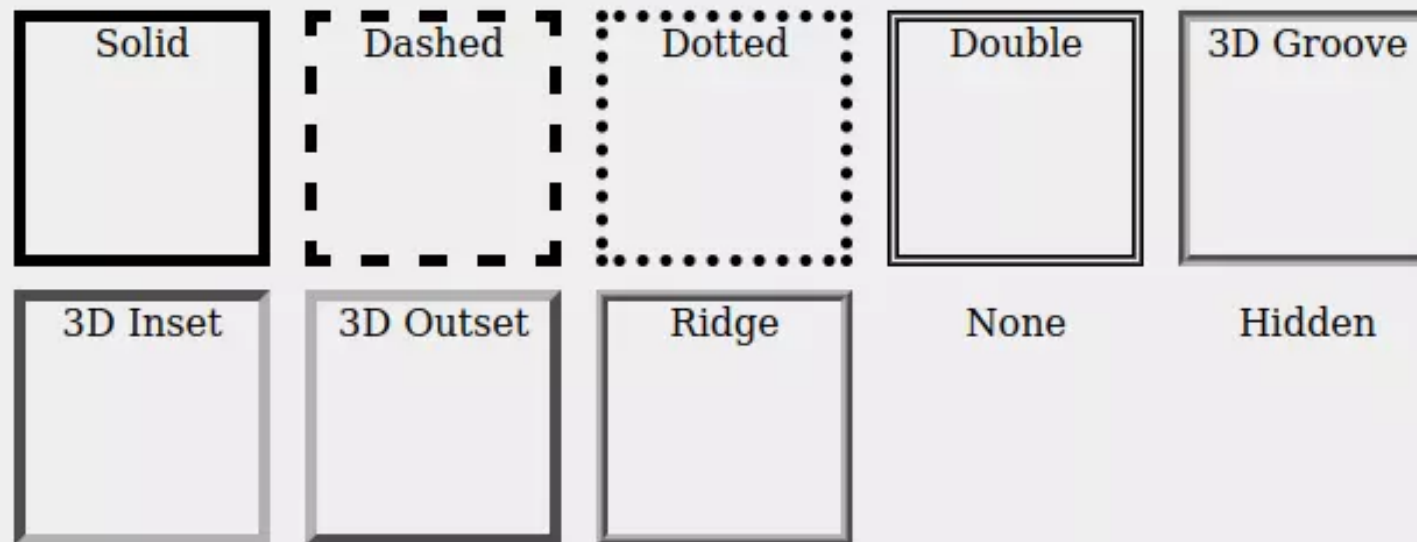 Solid
Dashed
Dotted
Double
3D Groove
3D Inset
3D Outset
Ridge
None
Hidden